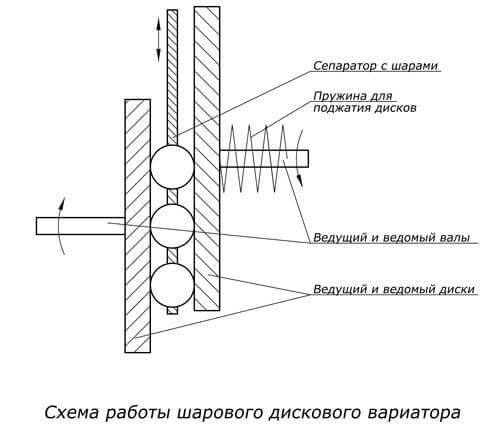 Сепаратор с шарами
Пружина для
поджатия дисков
Ведущий и ведомый валы
Ведущий и ведомый диски
Схема работы шарового дискового вариатора